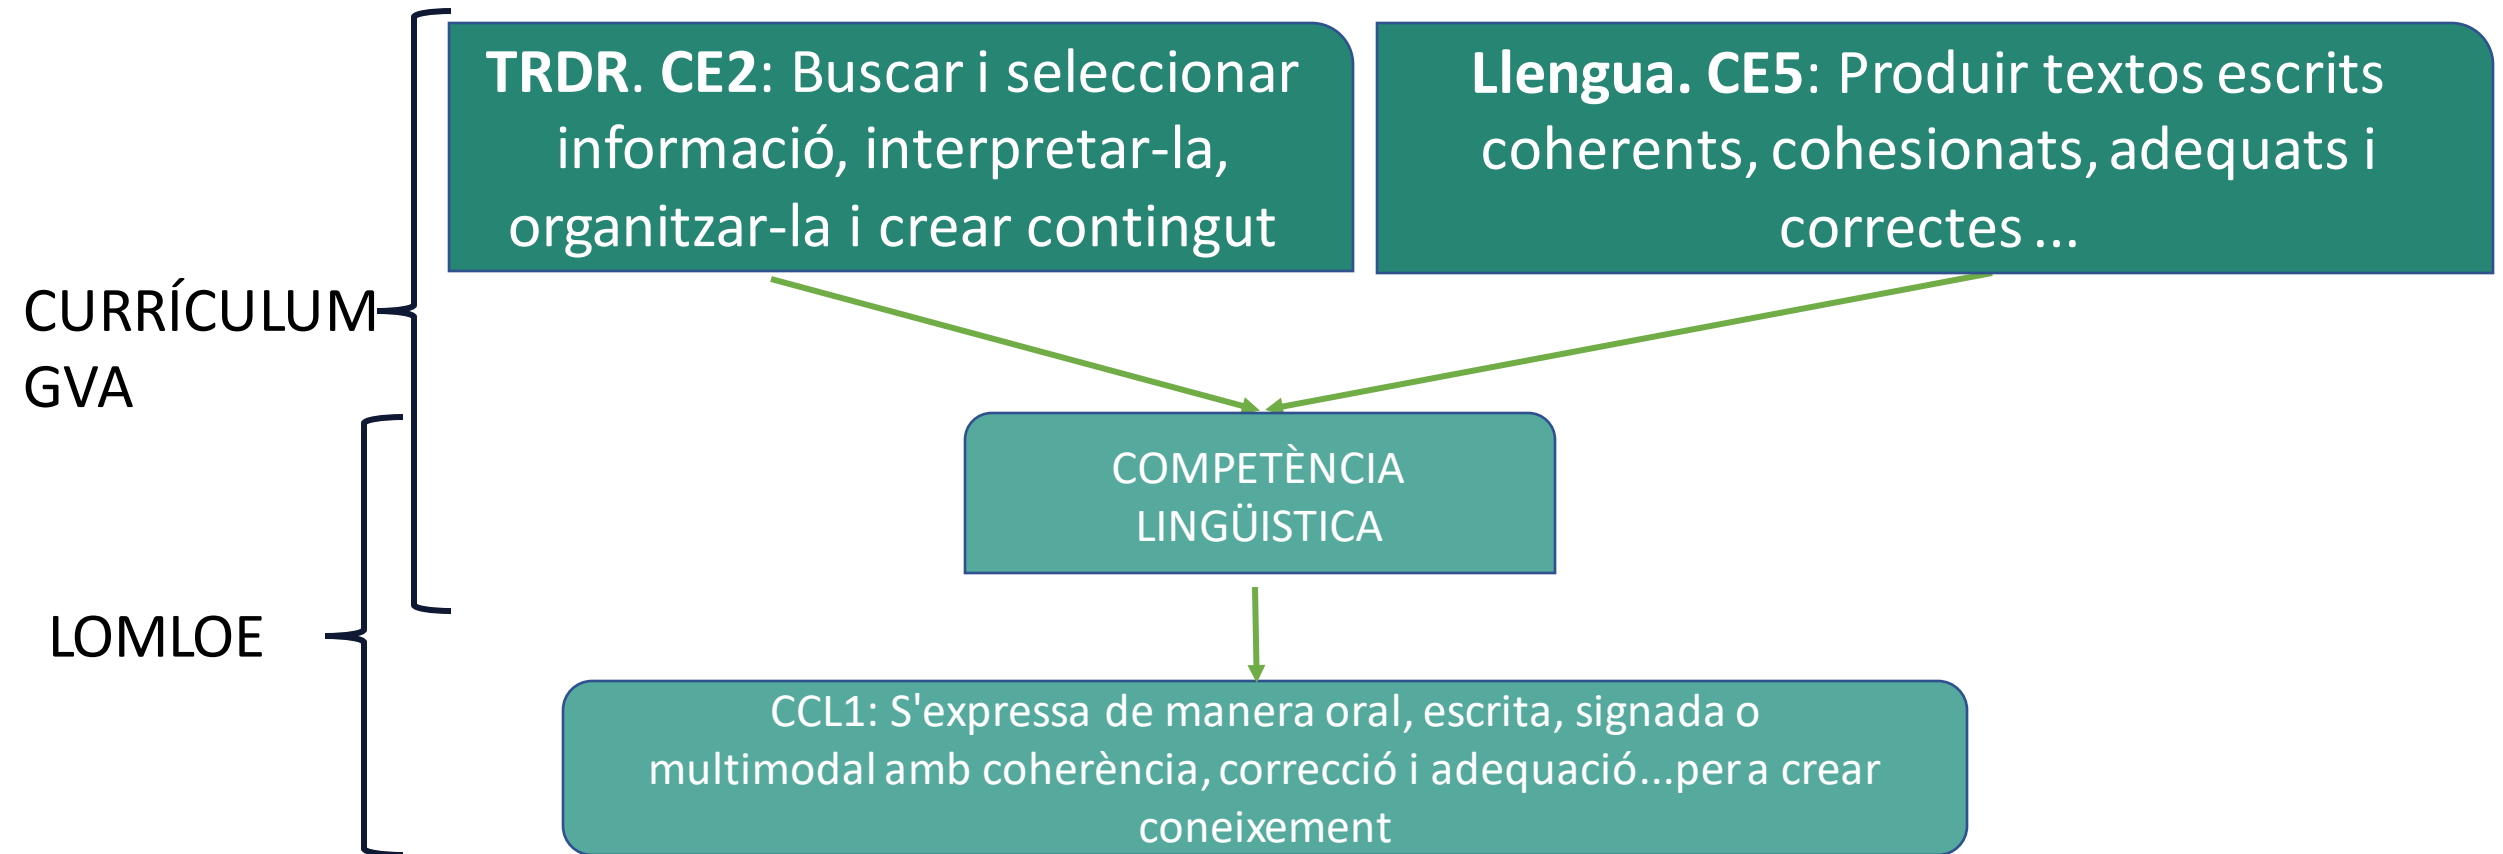 TRDR. CE2: Buscar i seleccionar
informació, interpretar-la,
organitzar-la i crear contingut
Llengua. CE5: Produir textos escrits
coherents, cohesionats, adequats i
correctes ...
CURRÍCULUM
GVA
COMPETÈNCIA
LINGÜISTICA
LOMLOE
CCL1: S'expressa de manera oral, escrita, signada o
multimodal amb coherència, correcció i adequació...per a crear
coneixement